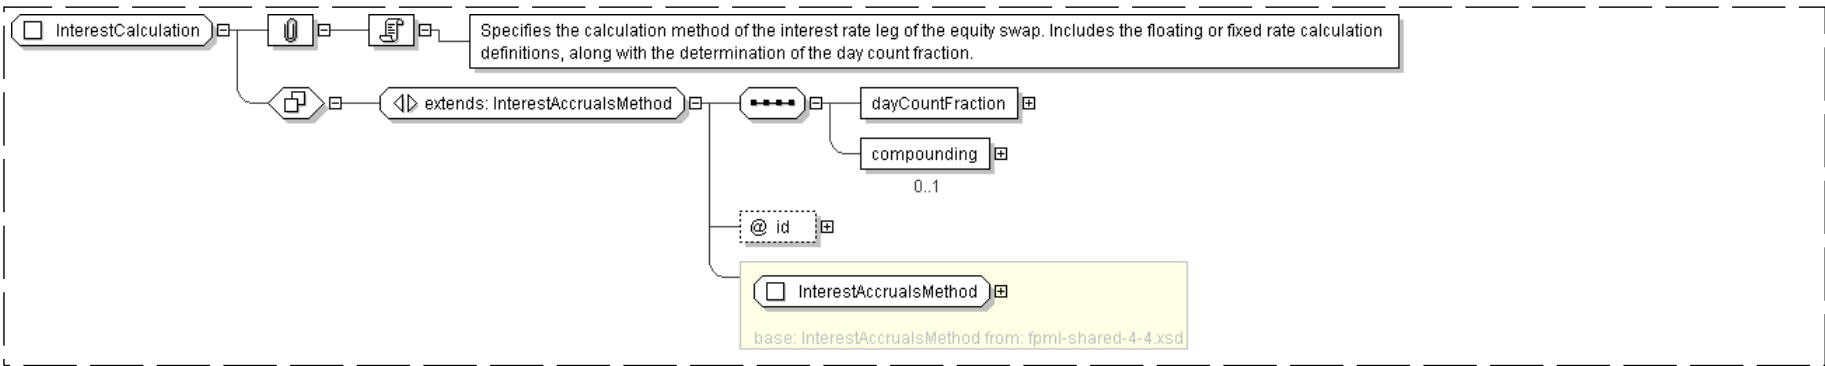 InterestCalculation
Specifies the calculation method of the interest rate leg of the equity swap. Includes the floating or fixed rate calculation
definitions, along with the determination of the day count fraction.
extends: InterestAccrualsMethod
dayCountFraction
compounding
0..1
@ id
InterestAccrualsMethod
base: InterestAccrualsMethod from: fpml-shared-4-4.xsd